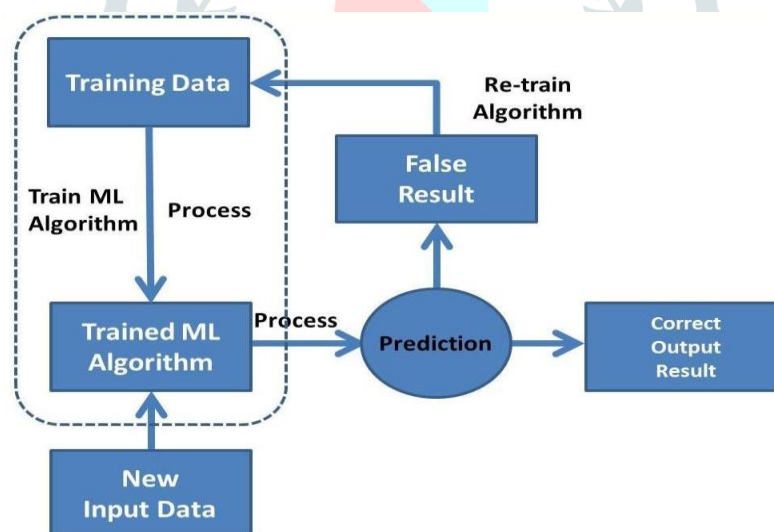 Training Data
Re-train
Algorithm
False
Result
Train ML
Algorithm
Process
Trained ML
Algorithm
Process
Prediction
Correct
Output
Result
New
Input Data